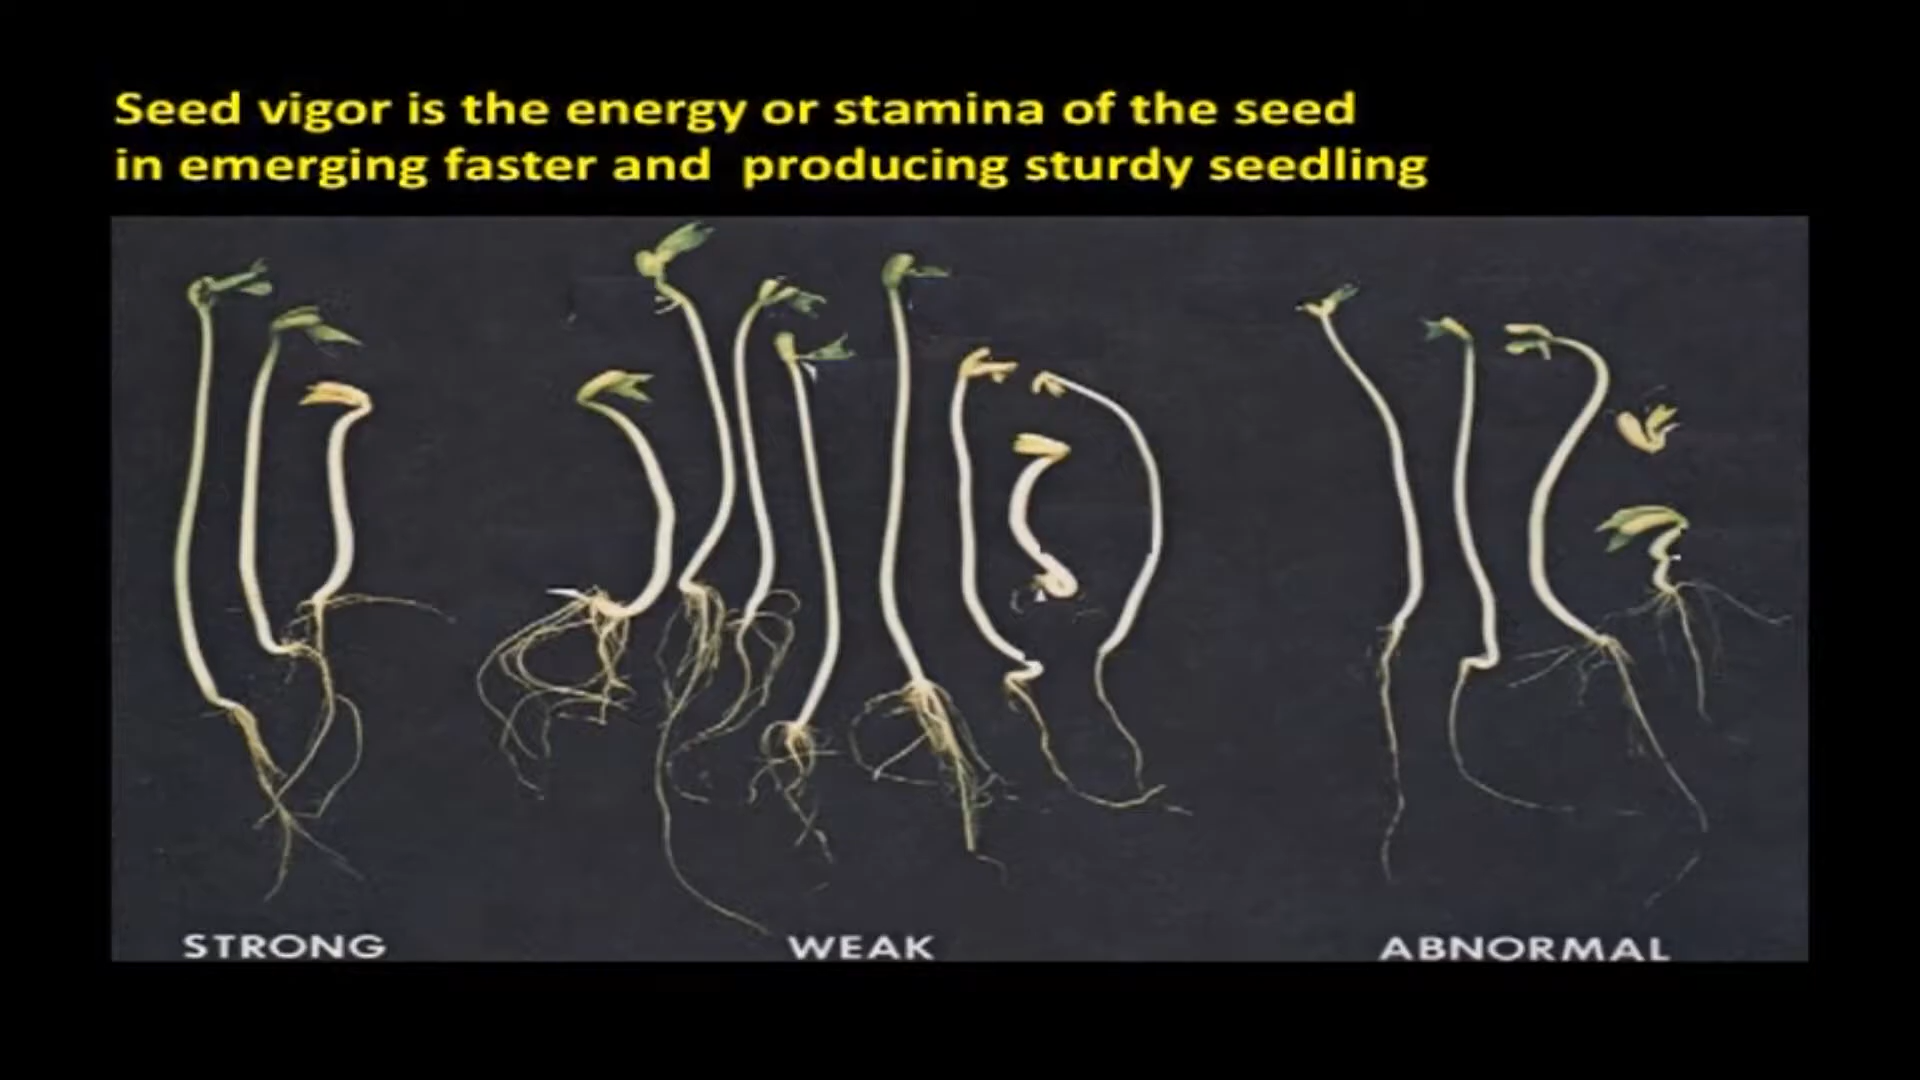 Seed vigor is the energy or stamina of the seed
in emerging faster and producing sturdy seedling
STRONG
WEAK
ABNORMAL